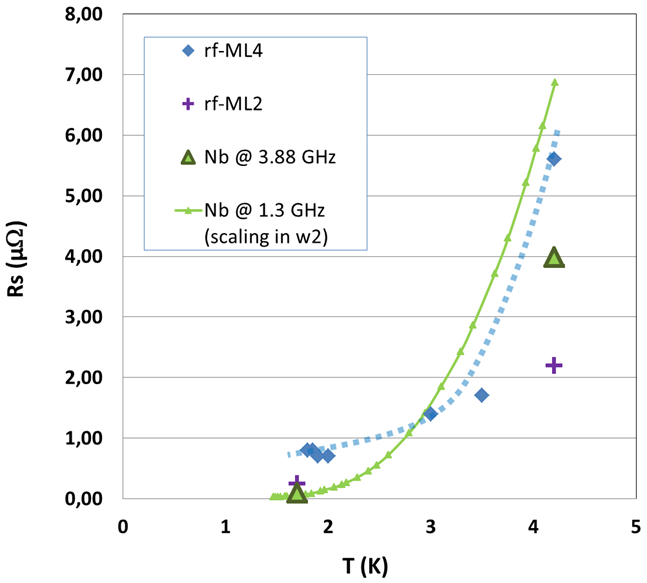 8,00
7,00
6,00
5,00
4,00
3,00
2,00
1,00
0,00
Rs (μΩ)
rf-ML4
rf-ML2
Nb @ 3.88 GHz
Nb @ 1.3 GHz
(scaling in w2)
0 1 2 3 4 5
T (K)